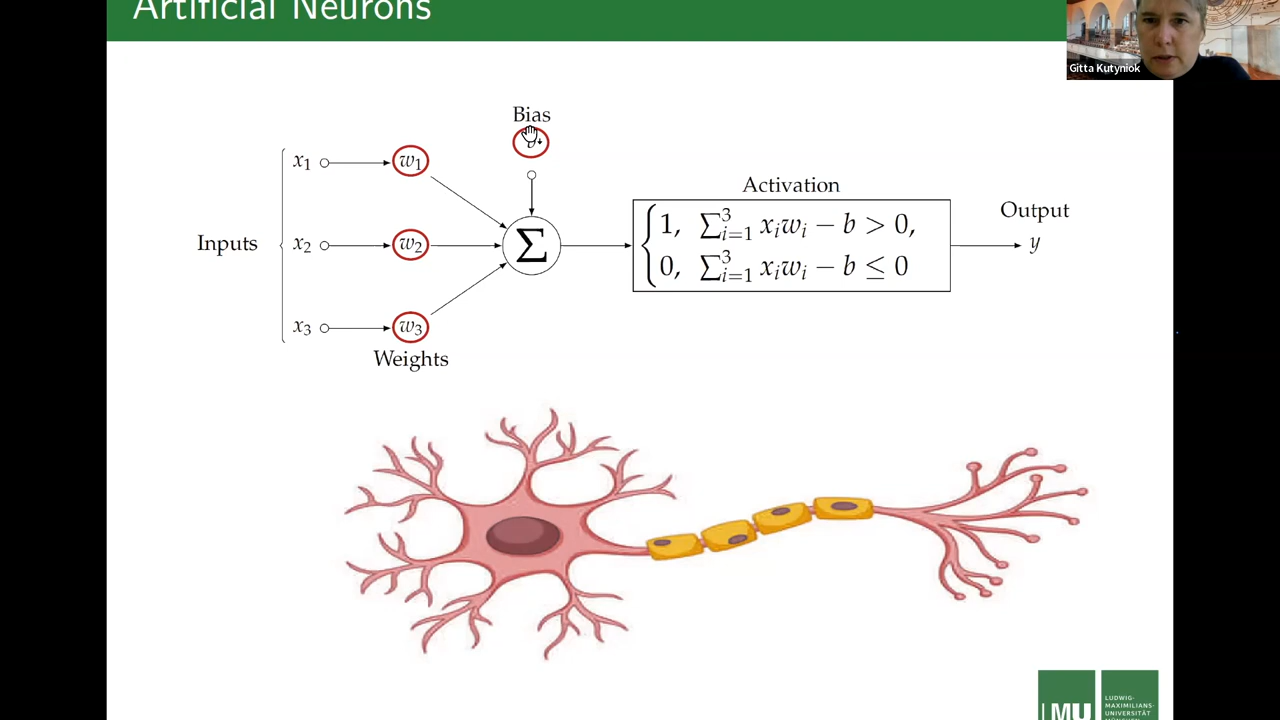 Artificial Neurons
Gitta Kutyniok
Bias
x₁ w₁
Activation
1, ∑³ᵢ₌₁ xᵢwᵢ − b > 0,
Output
Inputs x₂ w₂ Σ
y
0, ∑³ᵢ₌₁ xᵢwᵢ − b ≤ 0
x₃ w₃
Weights
LMU
LUDWIG-
MAXIMILIANS-
UNIVERSITÄT
MÜNCHEN